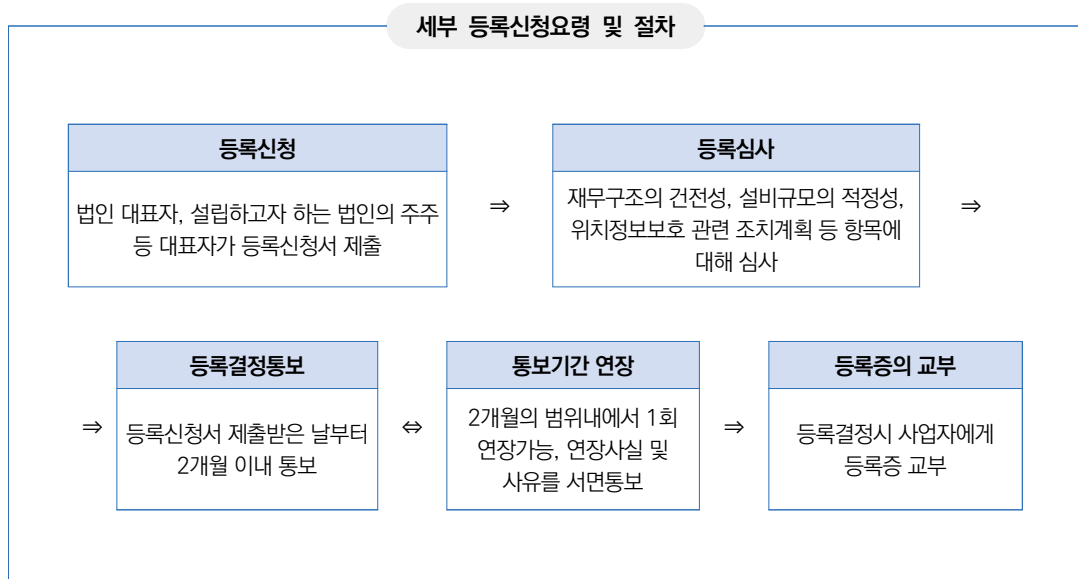 세부 등록신청요령 및 절차
등록신청
법인 대표자, 설립하고자 하는 법인의 주주
등 대표자가 등록신청서 제출
⇒
등록심사
재무구조의 건전성, 설비규모의 적정성,
위치정보보호 관련 조치계획 등 항목에
대해 심사
⇒
⇒
등록결정통보
등록신청서 제출받은 날부터
2개월 이내 통보
⇔
통보기간 연장
2개월의 범위내에서 1회
연장가능, 연장사실 및
사유를 서면통보
⇒
등록증의 교부
등록결정시 사업자에게
등록증 교부